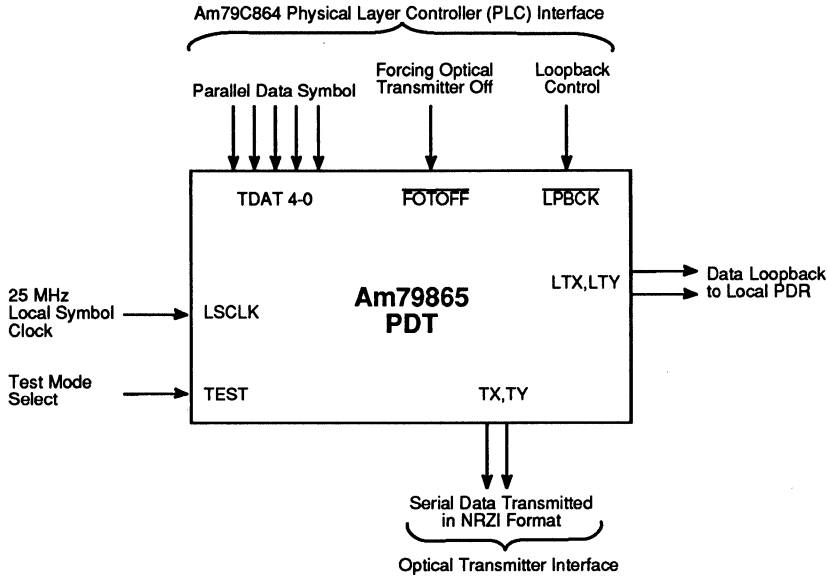 Am79C864 Physical Layer Controller (PLC) Interface
Parallel Data Symbol
Forcing Optical
Transmitter Off
Loopback
Control
TDAT 4-0
FOTOFF
LPBCK
LTX,LTY
Data Loopback
to Local PDR
25 MHz
Local Symbol
Clock
LSCLK
Am79865
PDT
Test Mode
Select
TEST
TX,TY
Serial Data Transmitted
in NRZI Format
Optical Transmitter Interface